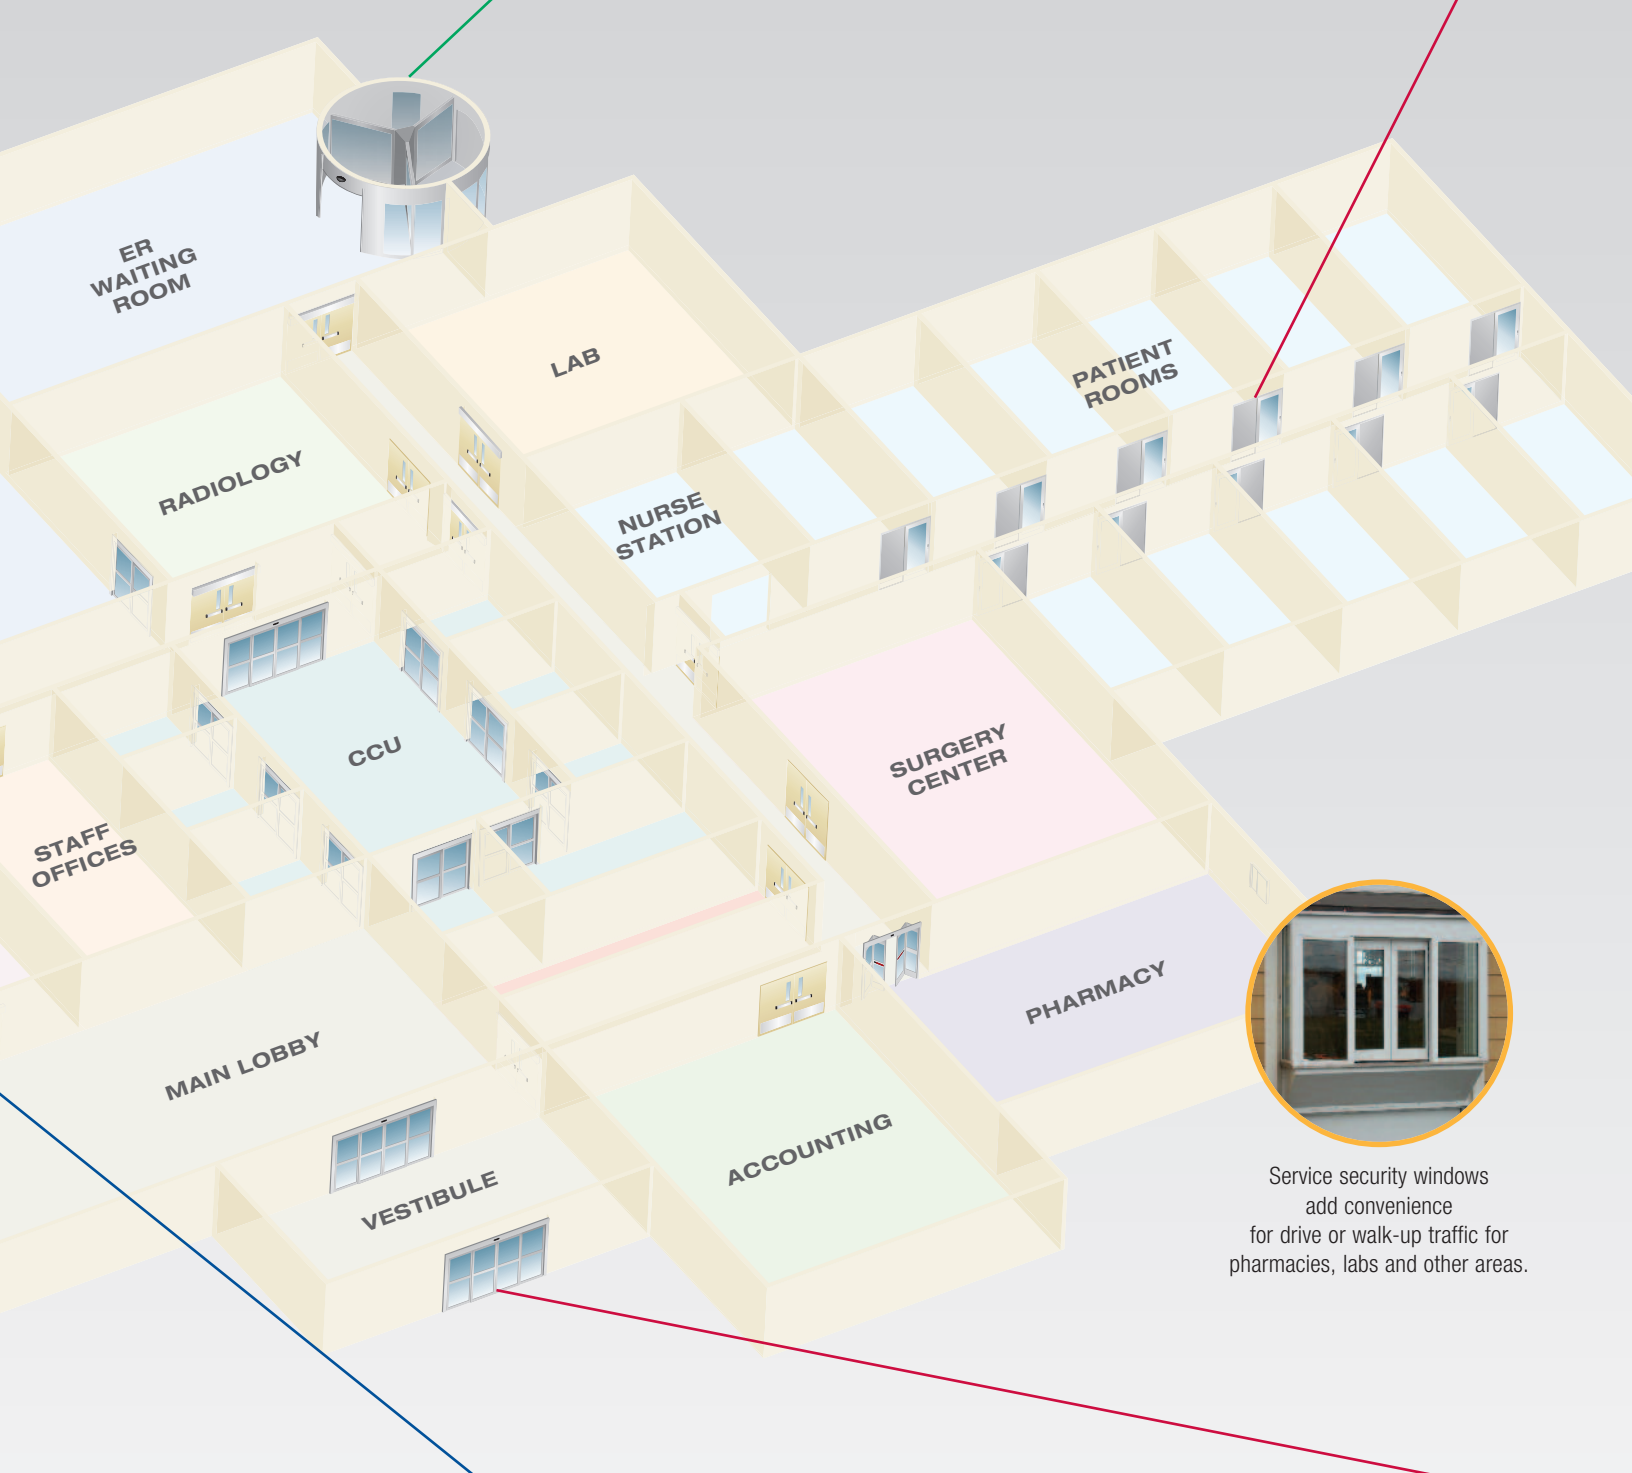 ER
WAITING
ROOM
LAB
PATIENT
ROOMS
RADIOLOGY
NURSE
STATION
CCU
SURGERY
CENTER
STAFF
OFFICES
PHARMACY
MAIN LOBBY
ACCOUNTING
VESTIBULE
Service security windows
add convenience
for drive or walk-up traffic for
pharmacies, labs and other areas.